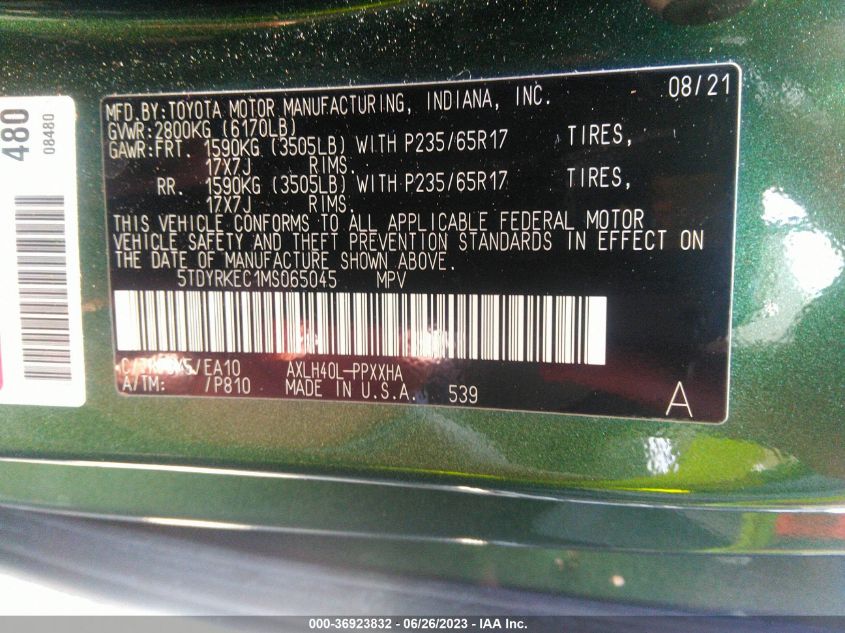 480
08480
MFD.BY:TOYOTA MOTOR MANUFACTURING, INDIANA, INC. 08/21
GVWR:2800KG (6170LB)
GAWR:FRT. 1590KG (3505LB) WITH P235/65R17 TIRES,
17X7J RIMS.
RR. 1590KG (3505LB) WITH P235/65R17 TIRES,
17X7J RIMS.
THIS VEHICLE CONFORMS TO ALL APPLICABLE FEDERAL MOTOR
VEHICLE SAFETY AND THEFT PREVENTION STANDARDS IN EFFECT ON
THE DATE OF MANUFACTURE SHOWN ABOVE.
5TDYRKEC1MS065045 MPV
/EA10 AXLH40L-PPXXHA
A/TM: /P810 MADE IN U.S.A. 539 A
000-36923832 - 06/26/2023 - IAA Inc.